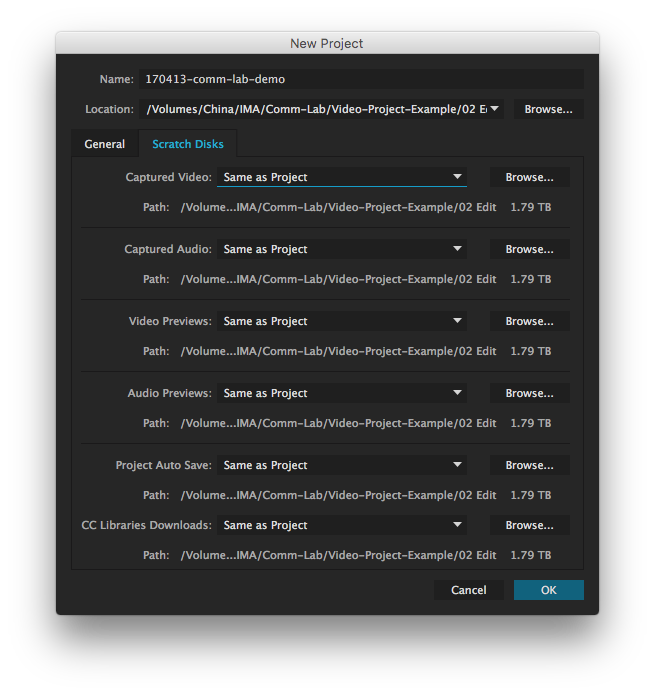 New Project
Name: 170413-comm-lab-demo
Location: /Volumes/China/IMA/Comm-Lab/Video-Project-Example/02 Ec Browse...
General Scratch Disks
Captured Video: Same as Project Browse...
Path: /Volume...IMA/Comm-Lab/Video-Project-Example/02 Edit 1.79 TB
Captured Audio: Same as Project Browse...
Path: /Volume...IMA/Comm-Lab/Video-Project-Example/02 Edit 1.79 TB
Video Previews: Same as Project Browse...
Path: /Volume...IMA/Comm-Lab/Video-Project-Example/02 Edit 1.79 TB
Audio Previews: Same as Project Browse...
Path: /Volume...IMA/Comm-Lab/Video-Project-Example/02 Edit 1.79 TB
Project Auto Save: Same as Project Browse...
Path: /Volume...IMA/Comm-Lab/Video-Project-Example/02 Edit 1.79 TB
CC Libraries Downloads: Same as Project Browse...
Path: /Volume...IMA/Comm-Lab/Video-Project-Example/02 Edit 1.79 TB
Cancel OK